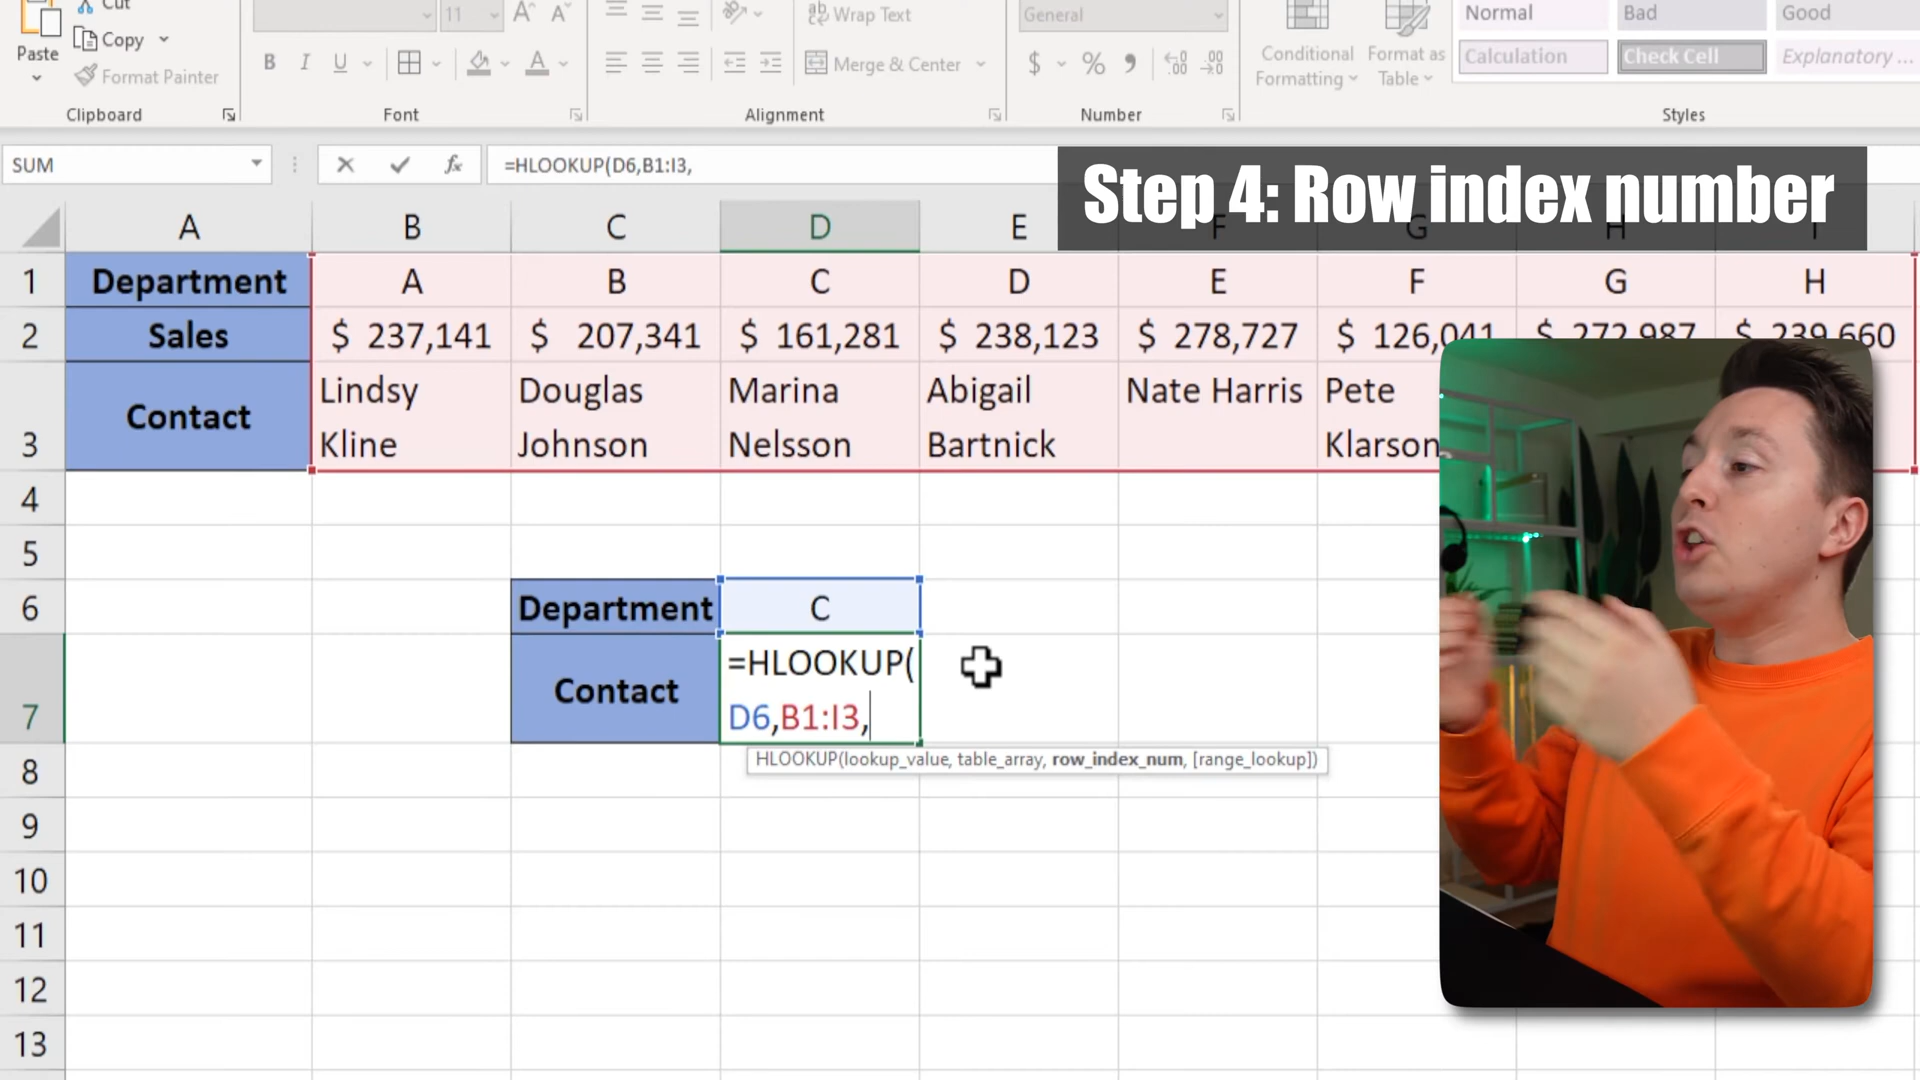 Cut
11
Wrap Text
General
Normal
Bad
Good
Paste
Copy
B
I
U
A
Merge & Center
$
%
Conditional
Formatting
Format as
Table
Calculation
Check Cell
Explanatory ...
Format Painter
Clipboard
Font
Alignment
Number
Styles
SUM
fx
=HLOOKUP(D6,B1:I3,
Step 4: Row index number
A B C D E F G H I
1 Department A B C D E F G H
2 Sales $ 237,141 $ 207,341 $ 161,281 $ 238,123 $ 278,727 $ 126,041 $ 272,987 $ 239,660
Lindsy Douglas Marina Abigail Nate Harris Pete
Contact
3 Kline Johnson Nelsson Bartnick Klarson
4
5
6 Department C
=HLOOKUP(
Contact
7 D6,B1:I3,
HLOOKUP(lookup_value, table_array, row_index_num, [range_lookup])
8
9
10
11
12
13